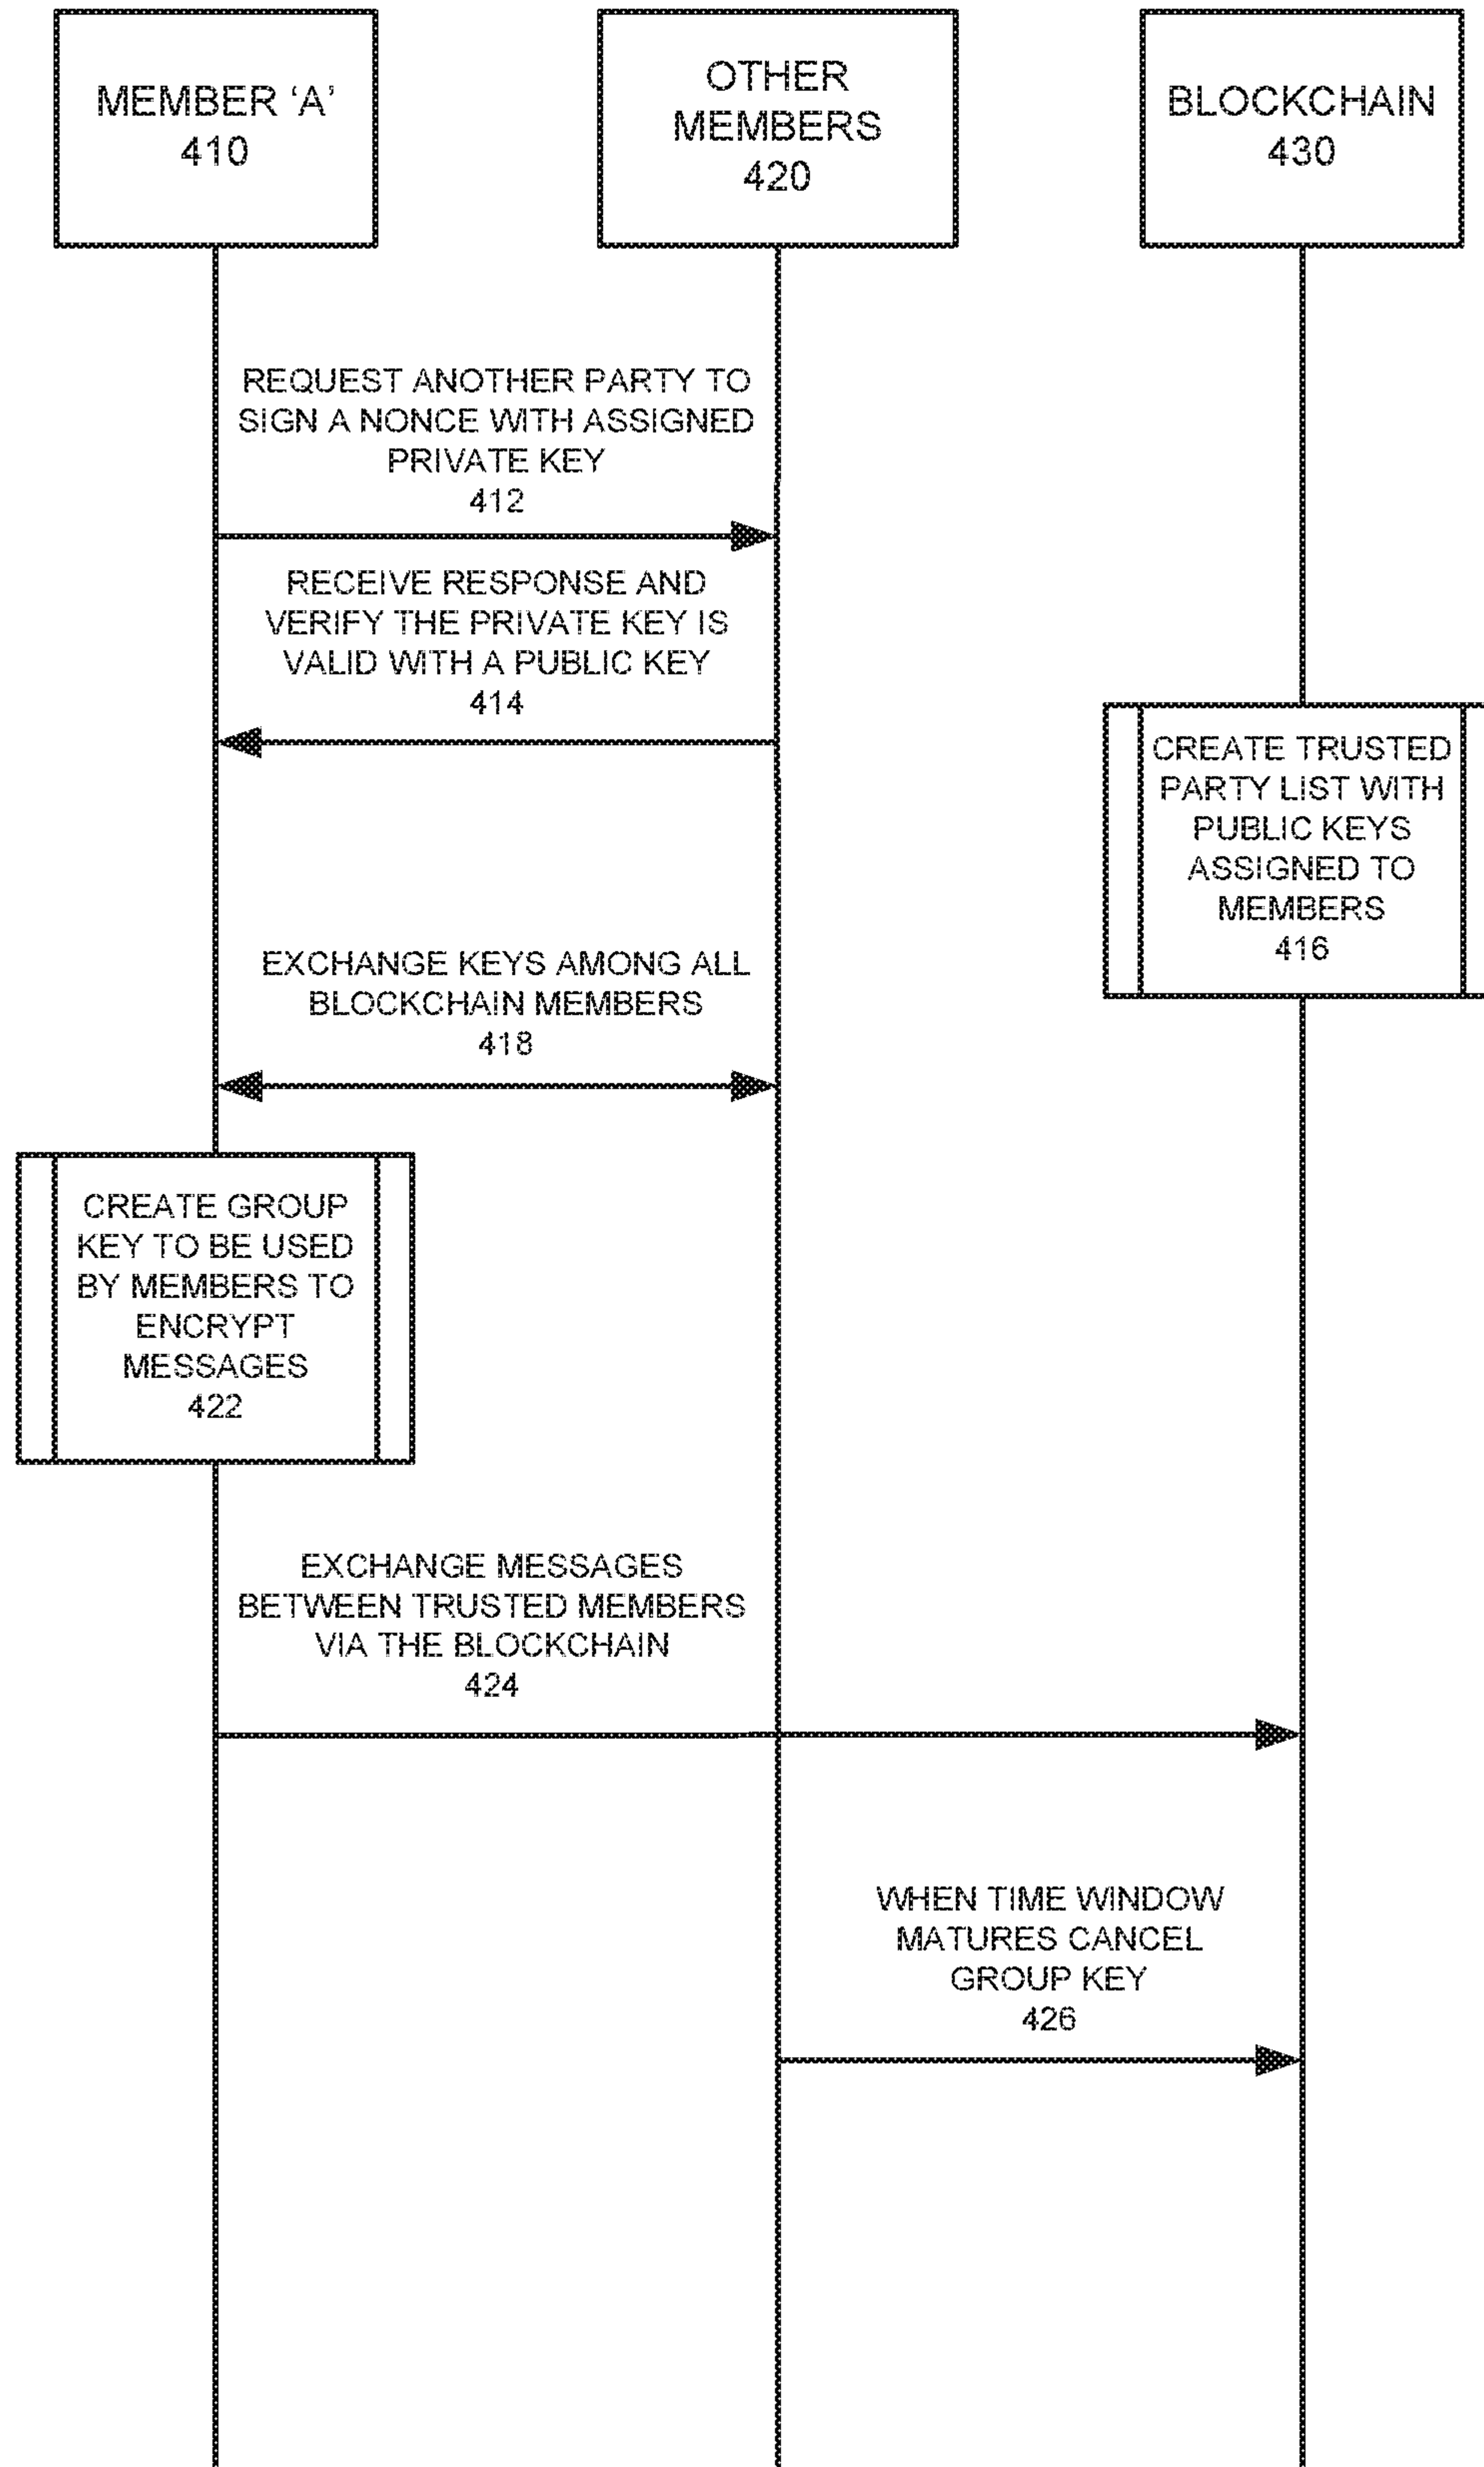 MEMBER ‘A’
410
OTHER
MEMBERS
420
BLOCKCHAIN
430
REQUEST ANOTHER PARTY TO
SIGN A NONCE WITH ASSIGNED
PRIVATE KEY
412
RECEIVE RESPONSE AND
VERIFY THE PRIVATE KEY IS
VALID WITH A PUBLIC KEY
414
CREATE TRUSTED
PARTY LIST WITH
PUBLIC KEYS
ASSIGNED TO
MEMBERS
416
EXCHANGE KEYS AMONG ALL
BLOCKCHAIN MEMBERS
418
CREATE GROUP
KEY TO BE USED
BY MEMBERS TO
ENCRYPT
MESSAGES
422
EXCHANGE MESSAGES
BETWEEN TRUSTED MEMBERS
VIA THE BLOCKCHAIN
424
WHEN TIME WINDOW
MATURES CANCEL
GROUP KEY
426